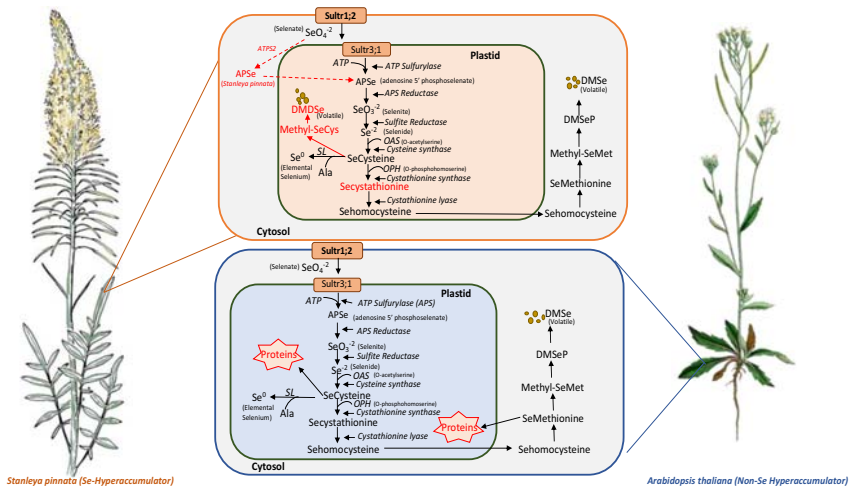 Sultr1;2
(Selenate) SeO4-2
ATPS2
Sultr3;1
Plastid
ATP
ATP Sulfurylase
APSe
(Stanleya pinnata)
APSe (adenosine 5' phosphoselenate)
APS Reductase
DMDSe
(Volatile)
SeO3-2 (Selenite)
Sulfite Reductase
Methyl-SeCys
Se-2 (Selenide)
OAS (O-acetylserine)
Cysteine synthase
Se0
(Elemental
Selenium)
SL
Ala
SeCysteine
OPH (O-phosphohomoserine)
Cystathionine synthase
Secystathionine
Cystathionine lyase
Sehomocysteine
Sehomocysteine
SeMethionine
Methyl-SeMet
DMSeP
DMSe
(Volatile)
Cytosol
Sultr1;2
(Selenate) SeO4-2
Sultr3;1
Plastid
ATP
ATP Sulfurylase (APS)
APSe (adenosine 5' phosphoselenate)
APS Reductase
SeO3-2 (Selenite)
Sulfite Reductase
Proteins
Se-2 (Selenide)
OAS (O-acetylserine)
Cysteine synthase
Se0
(Elemental
Selenium)
SL
Ala
SeCysteine
OPH (O-phosphohomoserine)
Cystathionine synthase
Secystathionine
Proteins
Cystathionine lyase
Sehomocysteine
Sehomocysteine
SeMethionine
Methyl-SeMet
DMSeP
DMSe
(Volatile)
Cytosol
Stanleya pinnata (Se-Hyperaccumulator)
Arabidopsis thaliana (Non-Se Hyperaccumulator)